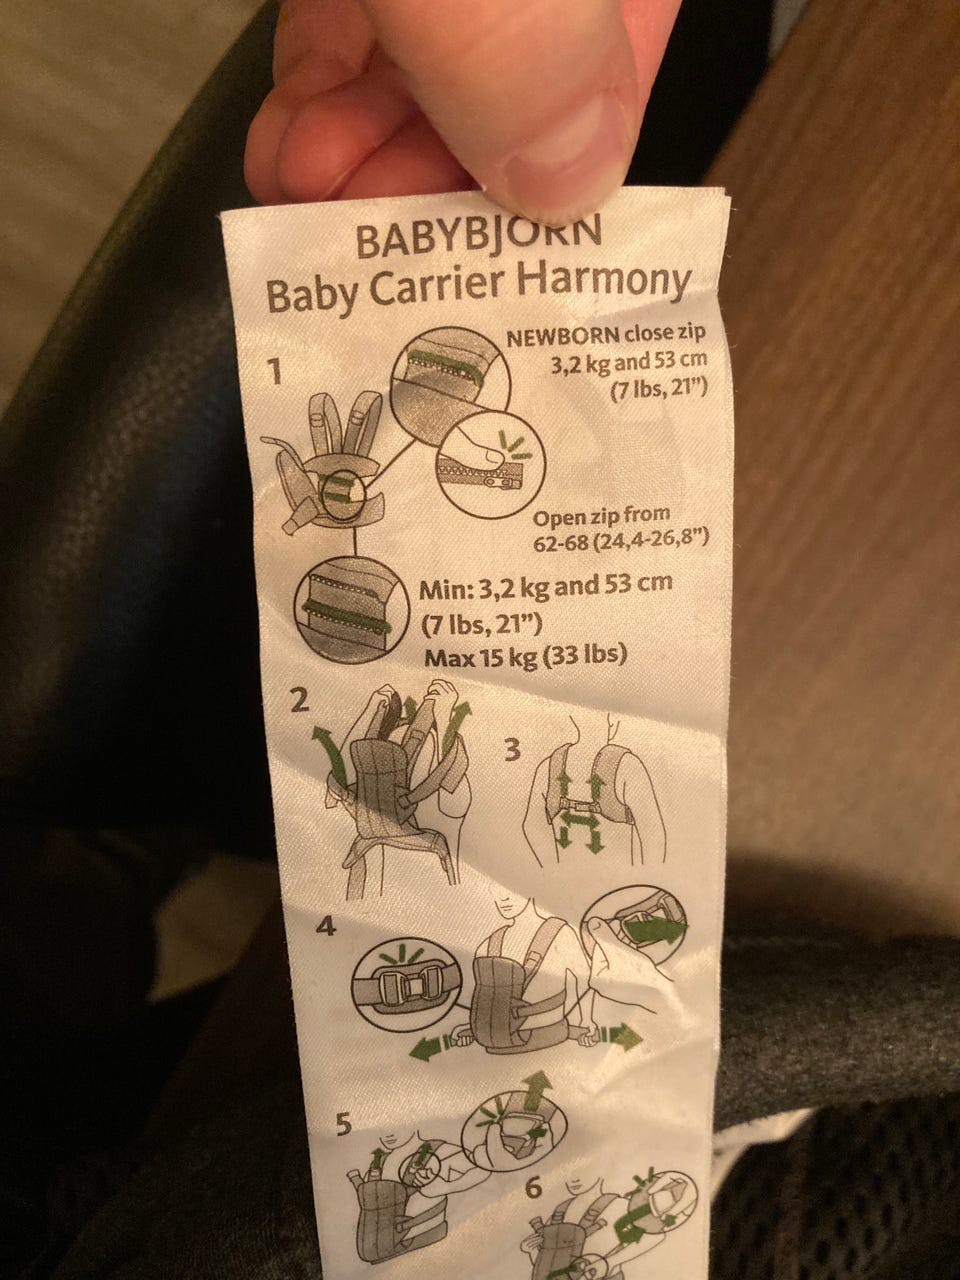 BABYBJÖRN
Baby Carrier Harmony
1
NEWBORN close zip
3,2 kg and 53 cm
(7 lbs, 21”)
Open zip from
62-68 (24,4-26,8”)
Min: 3,2 kg and 53 cm
(7 lbs, 21”)
Max 15 kg (33 lbs)
2
3
4
5
6